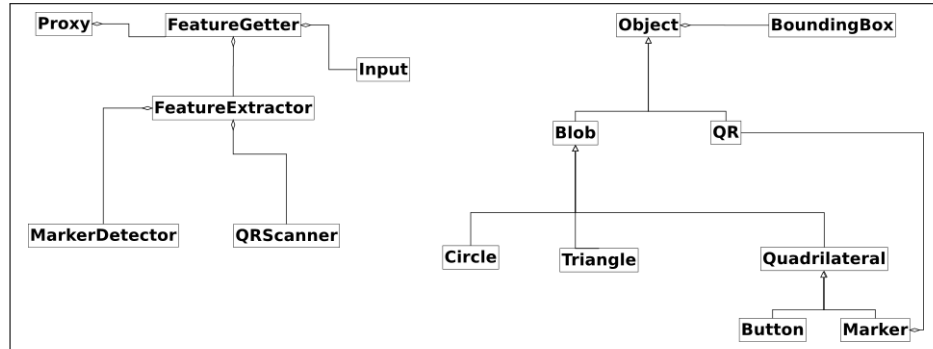 Proxy
FeatureGetter
Input
FeatureExtractor
MarkerDetector
QRScanner
Object
BoundingBox
Blob
QR
Circle
Triangle
Quadrilateral
Button
Marker